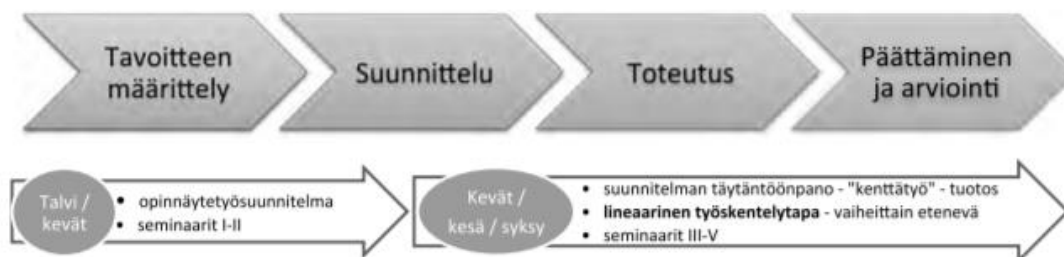 Tavoitteen
määrittely
Suunnittelu
Toteutus
Päättäminen
ja arviointi
Talvi /
kevät
• opinnäytetyösuunnitelma
• seminaarit I-II
Kevät /
kesä / syksy
• suunnitelman täytäntöönpano - "kenttätyö" - tuotos
• lineaarinen työskentelytapa - vaiheittain etenevä
• seminaarit III-V